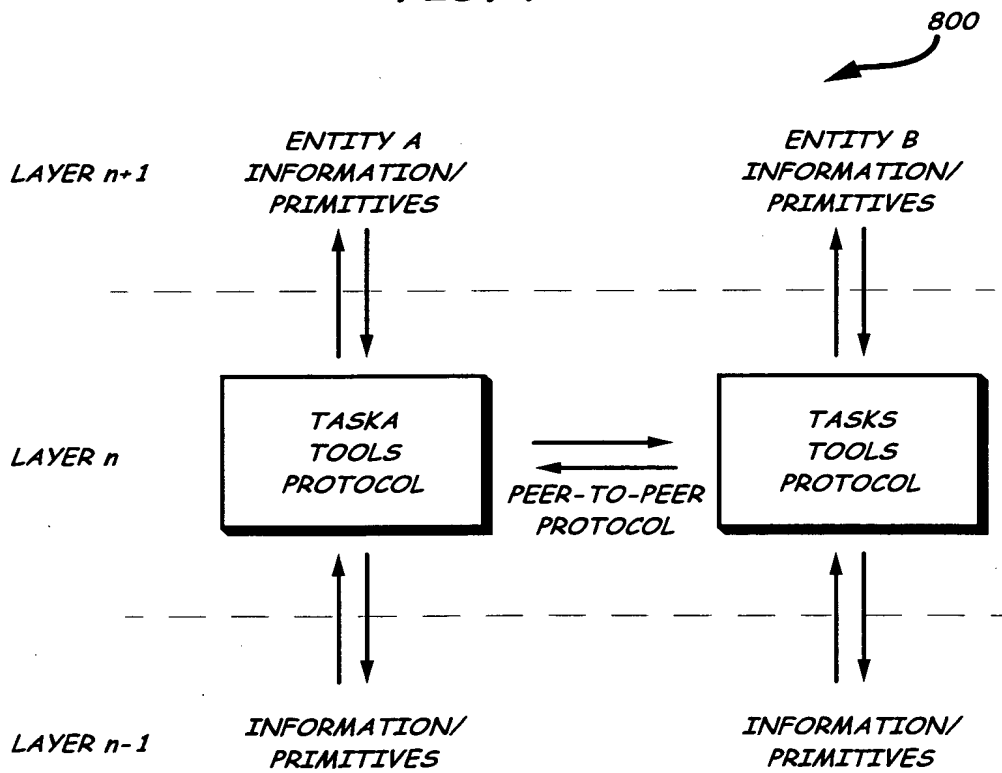 800
ENTITY A
INFORMATION/
PRIMITIVES
ENTITY B
INFORMATION/
PRIMITIVES
LAYER n+1
TASKA
TOOLS
PROTOCOL
TASKS
TOOLS
PROTOCOL
LAYER n
PEER-TO-PEER
PROTOCOL
INFORMATION/
PRIMITIVES
INFORMATION/
PRIMITIVES
LAYER n-1